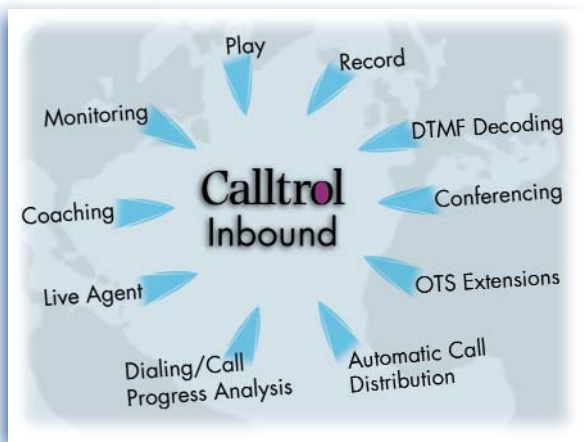 Play
Record
Monitoring
DTMF Decoding
Calltrol
Inbound
Coaching
Conferencing
Live Agent
OTS Extensions
Dialing/Call
Progress Analysis
Automatic Call
Distribution